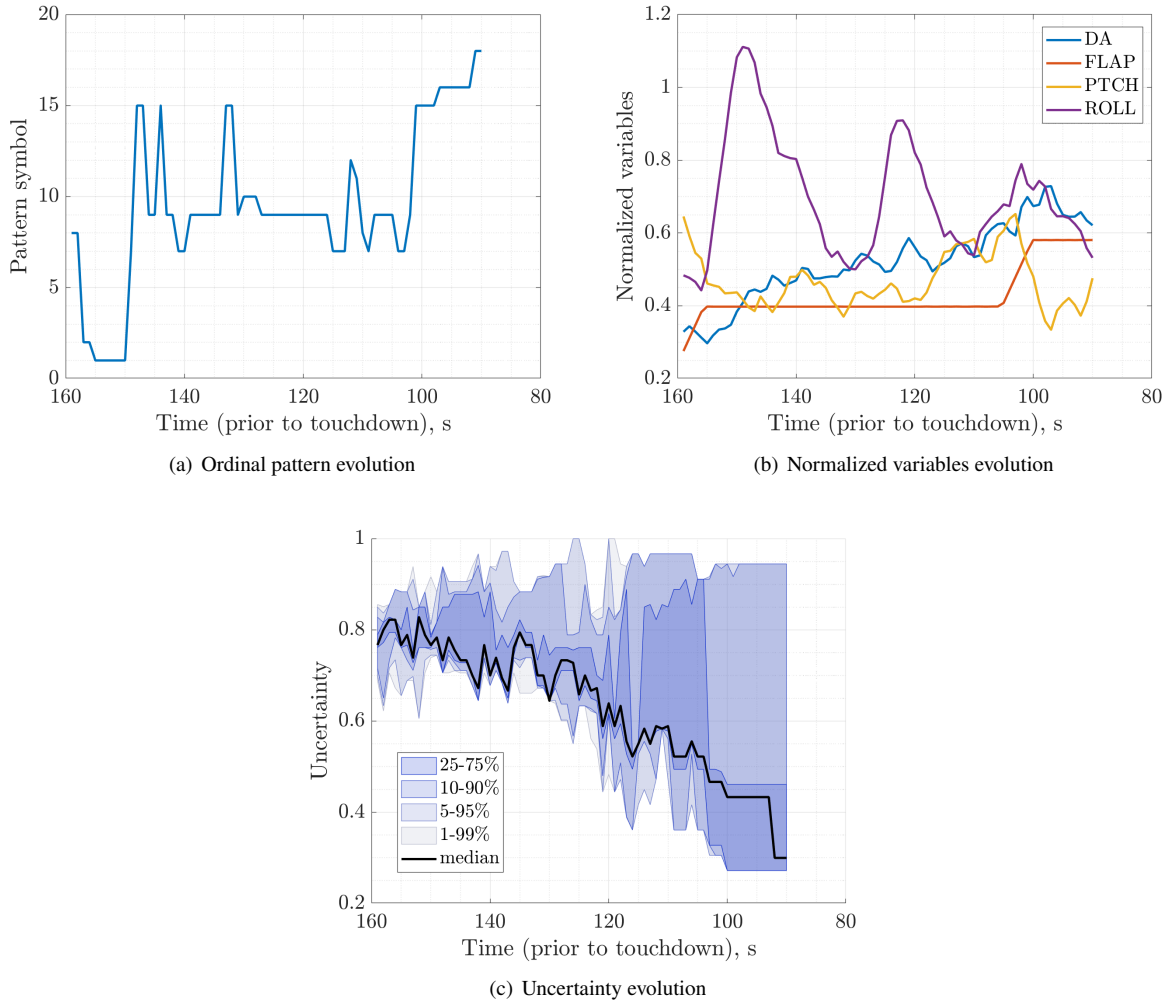 20
15
10
5
0
160
140
120
100
80
Pattern symbol
Time (prior to touchdown), s
(a) Ordinal pattern evolution
1.2
1
0.8
0.6
0.4
0.2
160
140
120
100
80
Normalized variables
DA
FLAP
PTCH
ROLL
Time (prior to touchdown), s
(b) Normalized variables evolution
1
0.8
0.6
0.4
0.2
160
140
120
100
80
Uncertainty
25-75%
10-90%
5-95%
1-99%
median
Time (prior to touchdown), s
(c) Uncertainty evolution